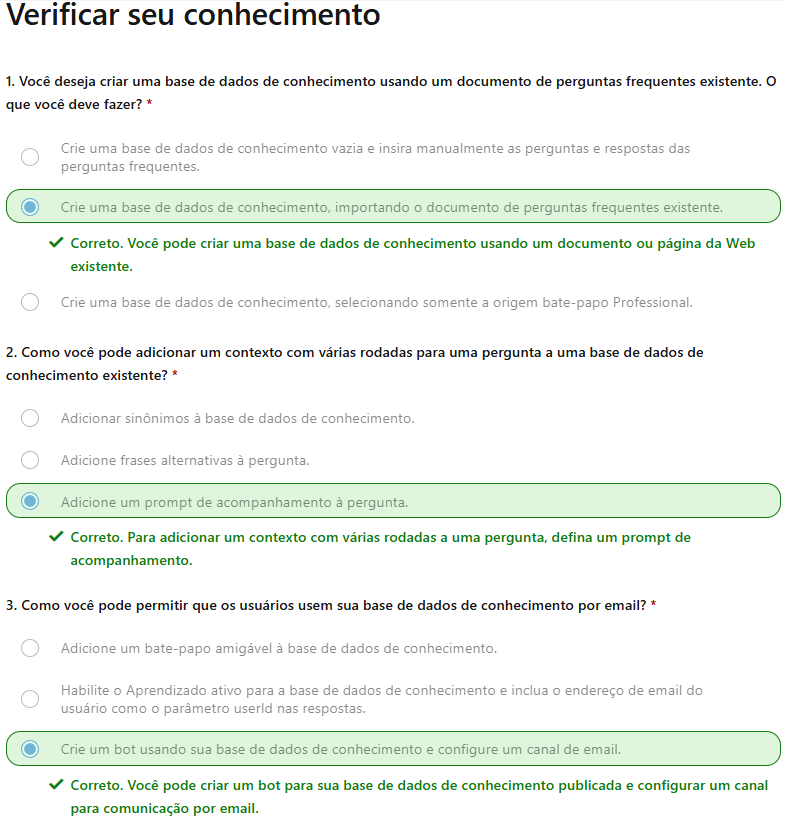 Verificar seu conhecimento
1. Você deseja criar uma base de dados de conhecimento usando um documento de perguntas frequentes existente. O
que você deve fazer? *
Crie uma base de dados de conhecimento vazia e insira manualmente as perguntas e respostas das
perguntas frequentes.
Crie uma base de dados de conhecimento, importando o documento de perguntas frequentes existente.
Correto. Você pode criar uma base de dados de conhecimento usando um documento ou página da Web
existente.
Crie uma base de dados de conhecimento, selecionando somente a origem bate-papo Professional.
2. Como você pode adicionar um contexto com várias rodadas para uma pergunta a uma base de dados de
conhecimento existente? *
Adicionar sinônimos à base de dados de conhecimento.
Adicione frases alternativas à pergunta.
Adicione um prompt de acompanhamento à pergunta.
Correto. Para adicionar um contexto com várias rodadas a uma pergunta, defina um prompt de
acompanhamento.
3. Como você pode permitir que os usuários usem sua base de dados de conhecimento por email? *
Adicione um bate-papo amigável à base de dados de conhecimento.
Habilite o Aprendizado ativo para a base de dados de conhecimento e inclua o endereço de email do
usuário como o parâmetro userId nas respostas.
Crie um bot usando sua base de dados de conhecimento e configure um canal de email.
Correto. Você pode criar um bot para sua base de dados de conhecimento publicada e configurar um canal
para comunicação por email.